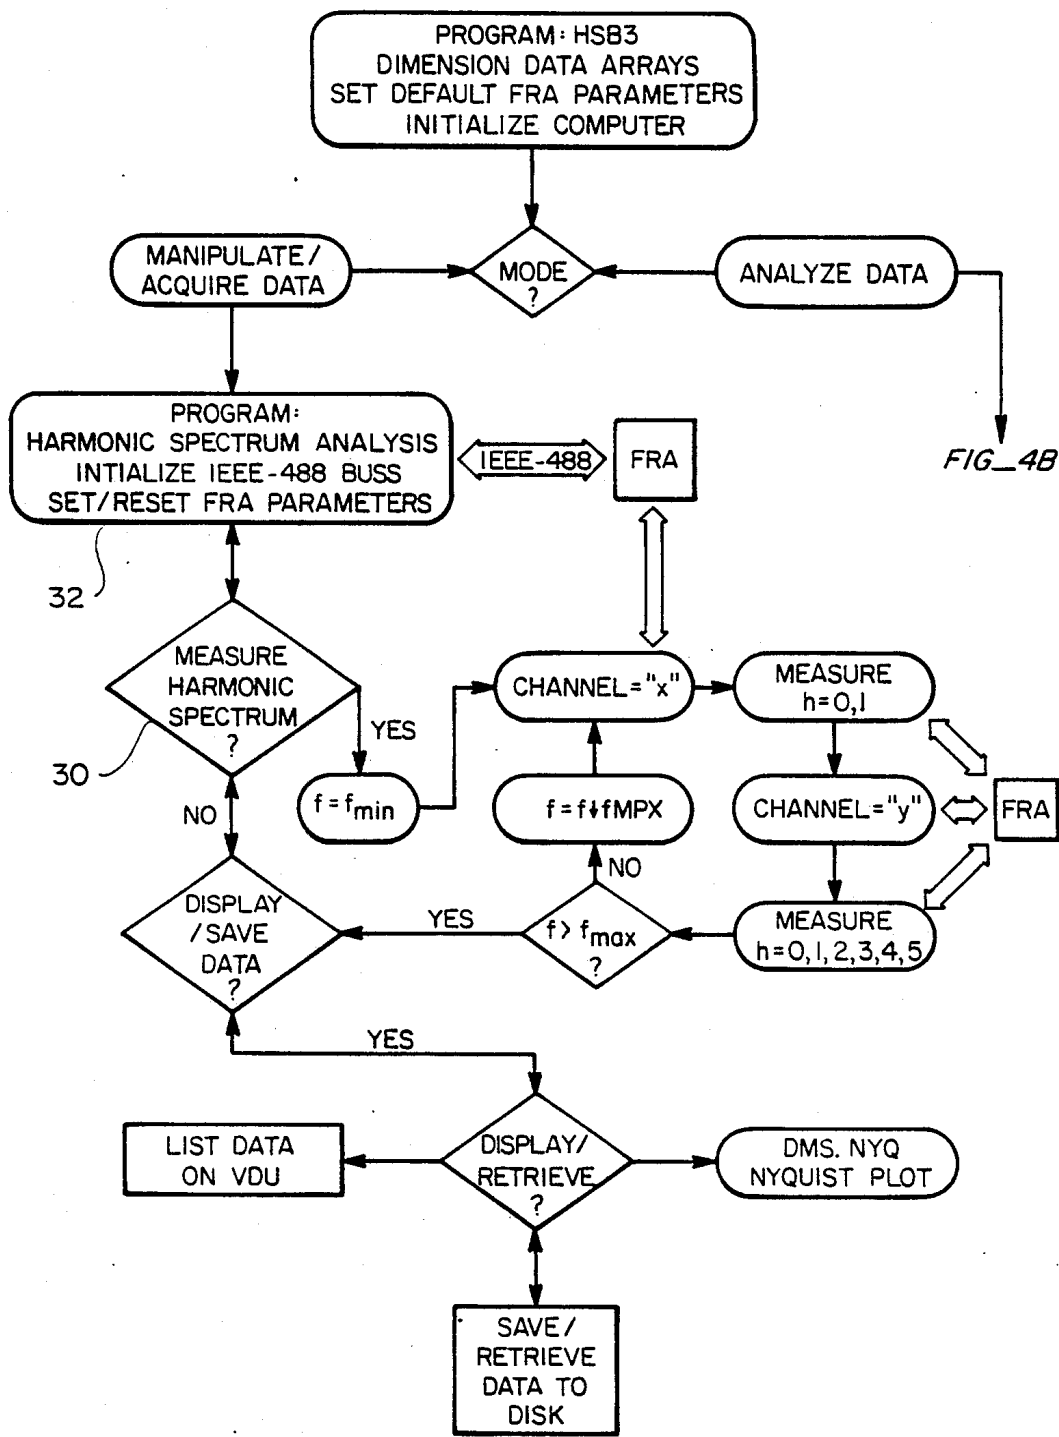 PROGRAM: HSB3
DIMENSION DATA ARRAYS
SET DEFAULT FRA PARAMETERS
INITIALIZE COMPUTER
MANIPULATE/
ACQUIRE DATA
MODE
?
ANALYZE DATA
PROGRAM:
HARMONIC SPECTRUM ANALYSIS
INTIALIZE IEEE-488 BUSS
SET/RESET FRA PARAMETERS
IEEE-488
FRA
FIG_4B
32
MEASURE
HARMONIC
SPECTRUM
?
30
YES
NO
f = fmin
CHANNEL="x"
MEASURE
h=0,1
f=f↓fMPX
CHANNEL="y"
FRA
NO
f> fmax
?
MEASURE
h=0,1,2,3,4,5
YES
DISPLAY
/SAVE
DATA
?
YES
LIST DATA
ON VDU
DISPLAY/
RETRIEVE
?
DMS. NYQ
NYQUIST PLOT
SAVE/
RETRIEVE
DATA TO
DISK